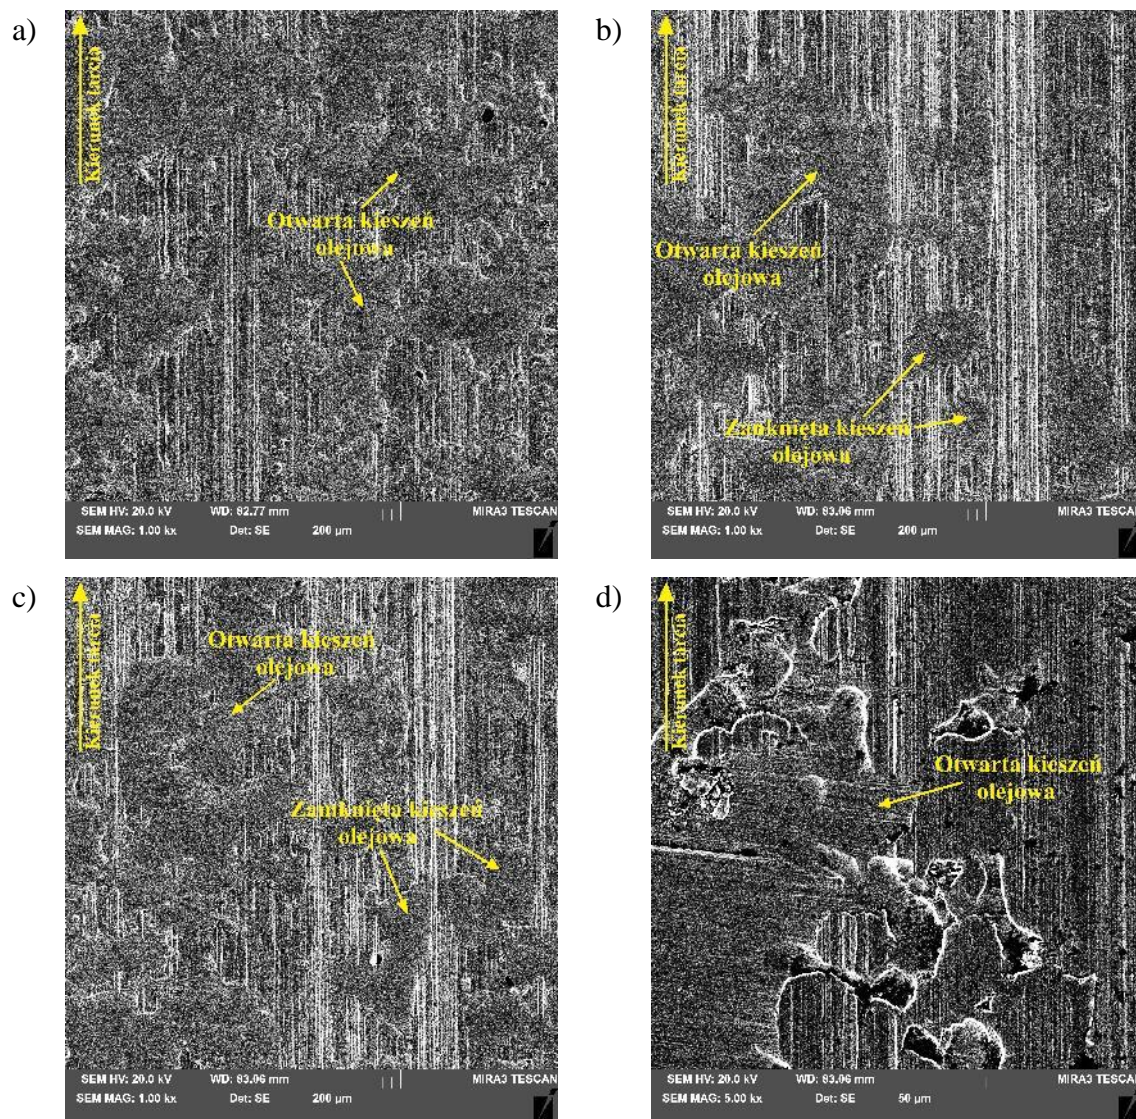 a)
Kierunek tarcia
Otwarta kieszeń
olejowa
SEM HV: 20.0 kV WD: 82.77 mm MIRA3 TESCAN
SEM MAG: 1.00 kx Det: SE 200 µm
b)
Kierunek tarcia
Otwarta kieszeń
olejowa
Zamknięta kieszeń
olejowa
SEM HV: 20.0 kV WD: 83.06 mm MIRA3 TESCAN
SEM MAG: 1.00 kx Det: SE 200 µm
c)
Kierunek tarcia
Otwarta kieszeń
olejowa
Zamknięta kieszeń
olejowa
SEM HV: 20.0 kV WD: 83.06 mm MIRA3 TESCAN
SEM MAG: 1.00 kx Det: SE 200 µm
d)
Kierunek tarcia
Otwarta kieszeń
olejowa
SEM HV: 20.0 kV WD: 83.06 mm MIRA3 TESCAN
SEM MAG: 5.00 kx Det: SE 50 µm